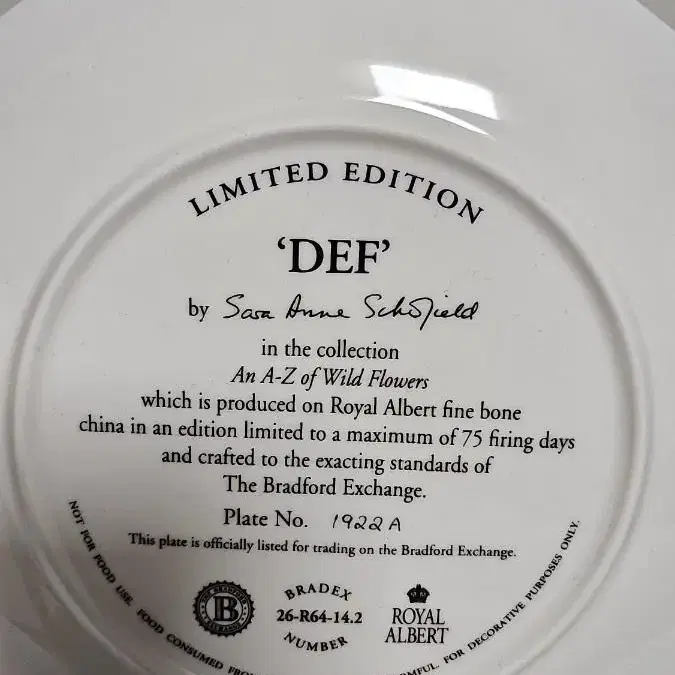 LIMITED EDITION
'DEF'
by Sara Anne Schofield
in the collection
An A-Z of Wild Flowers
which is produced on Royal Albert fine bone
china in an edition limited to a maximum of 75 firing days
and crafted to the exacting standards of
The Bradford Exchange.
Plate No. 1922A
This plate is officially listed for trading on the Bradford Exchange.
THE BRADFORD EXCHANGE
B
BRADEX
26-R64-14.2
NUMBER
ROYAL
ALBERT
NOT FOR FOOD USE. FOOD CONSUMED
FOR DECORATIVE PURPOSES ONLY.